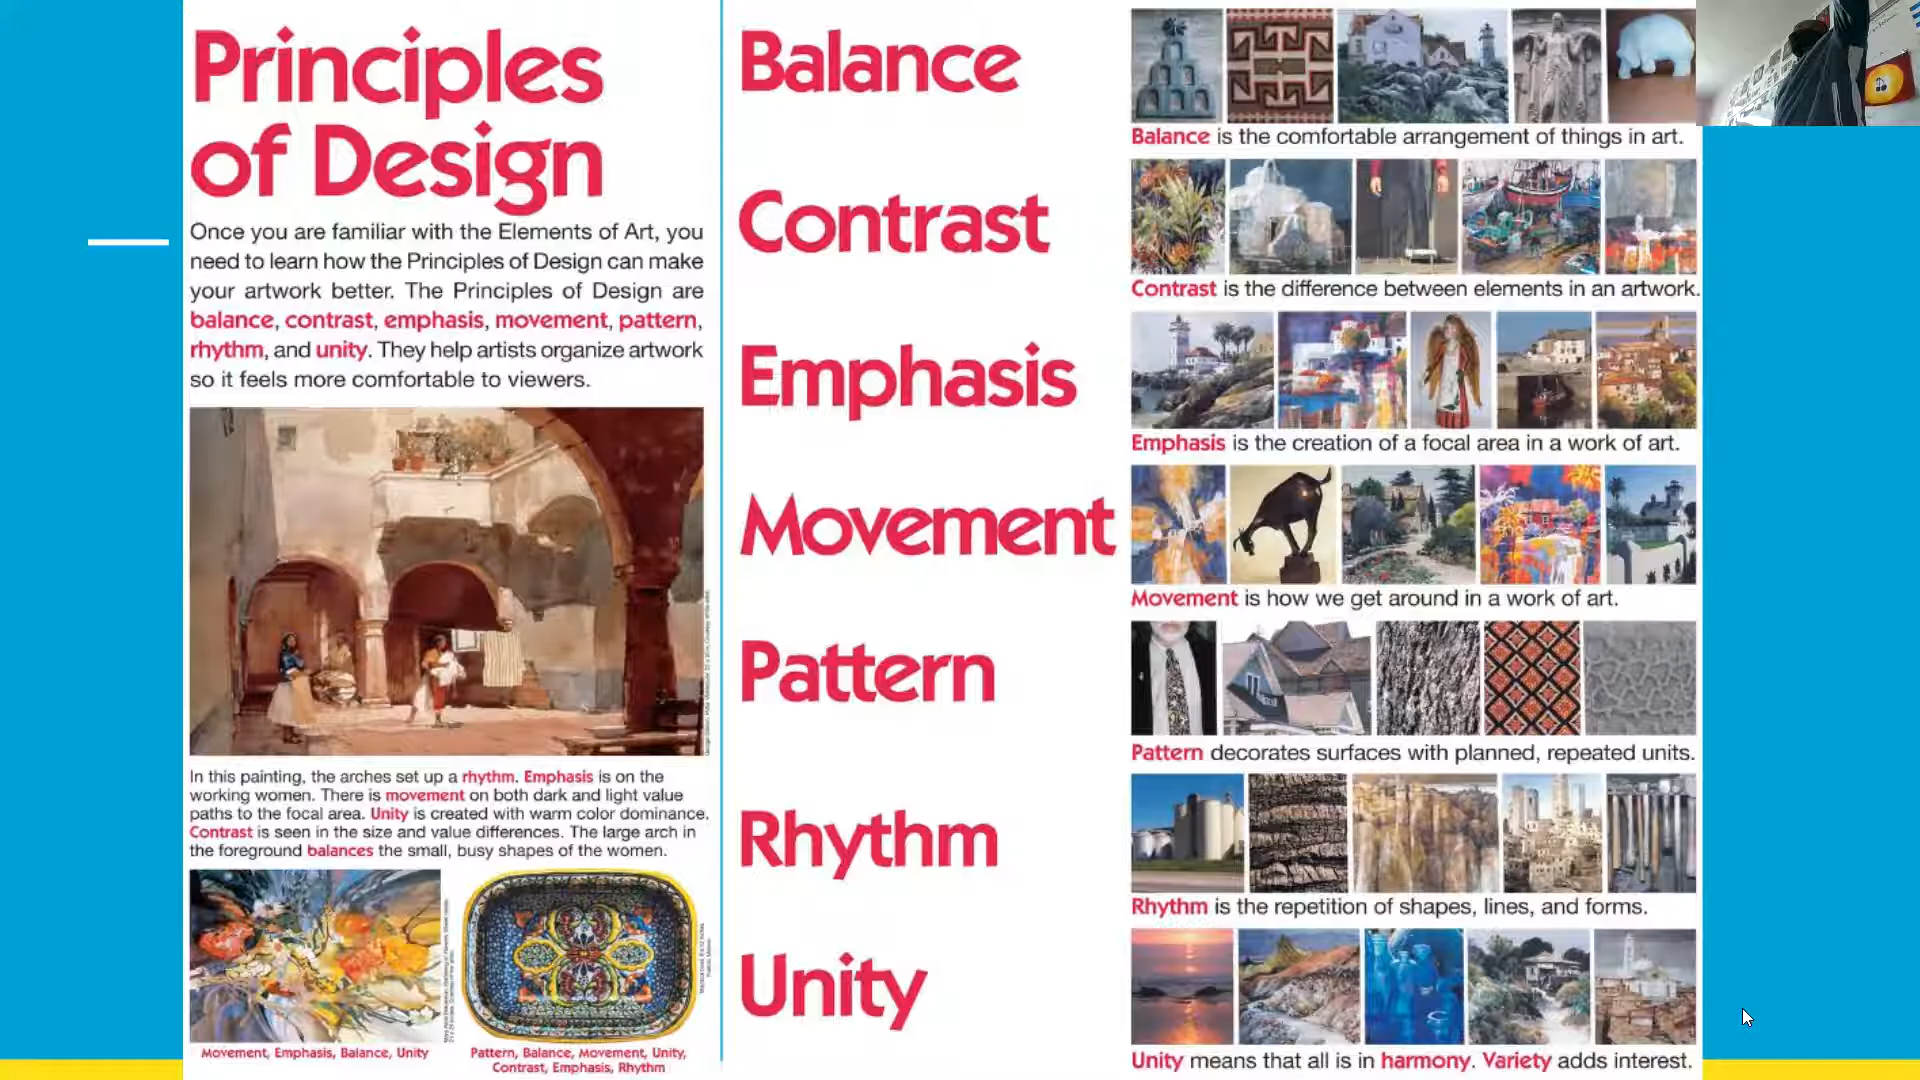 Principles
of Design
Once you are familiar with the Elements of Art, you
need to learn how the Principles of Design can make
your artwork better. The Principles of Design are
balance, contrast, emphasis, movement, pattern,
rhythm, and unity. They help artists organize artwork
so it feels more comfortable to viewers.
In this painting, the arches set up a rhythm. Emphasis is on the
working women. There is movement on both dark and light value
paths to the focal area. Unity is created with warm color dominance.
Contrast is seen in the size and value differences. The large arch in
the foreground balances the small, busy shapes of the women.
Movement, Emphasis, Balance, Unity
Pattern, Balance, Movement, Unity,
Contrast, Emphasis, Rhythm
Balance
Contrast
Emphasis
Movement
Pattern
Rhythm
Unity
Balance is the comfortable arrangement of things in art.
Contrast is the difference between elements in an artwork.
Emphasis is the creation of a focal area in a work of art.
Movement is how we get around in a work of art.
Pattern decorates surfaces with planned, repeated units.
Rhythm is the repetition of shapes, lines, and forms.
Unity means that all is in harmony. Variety adds interest.